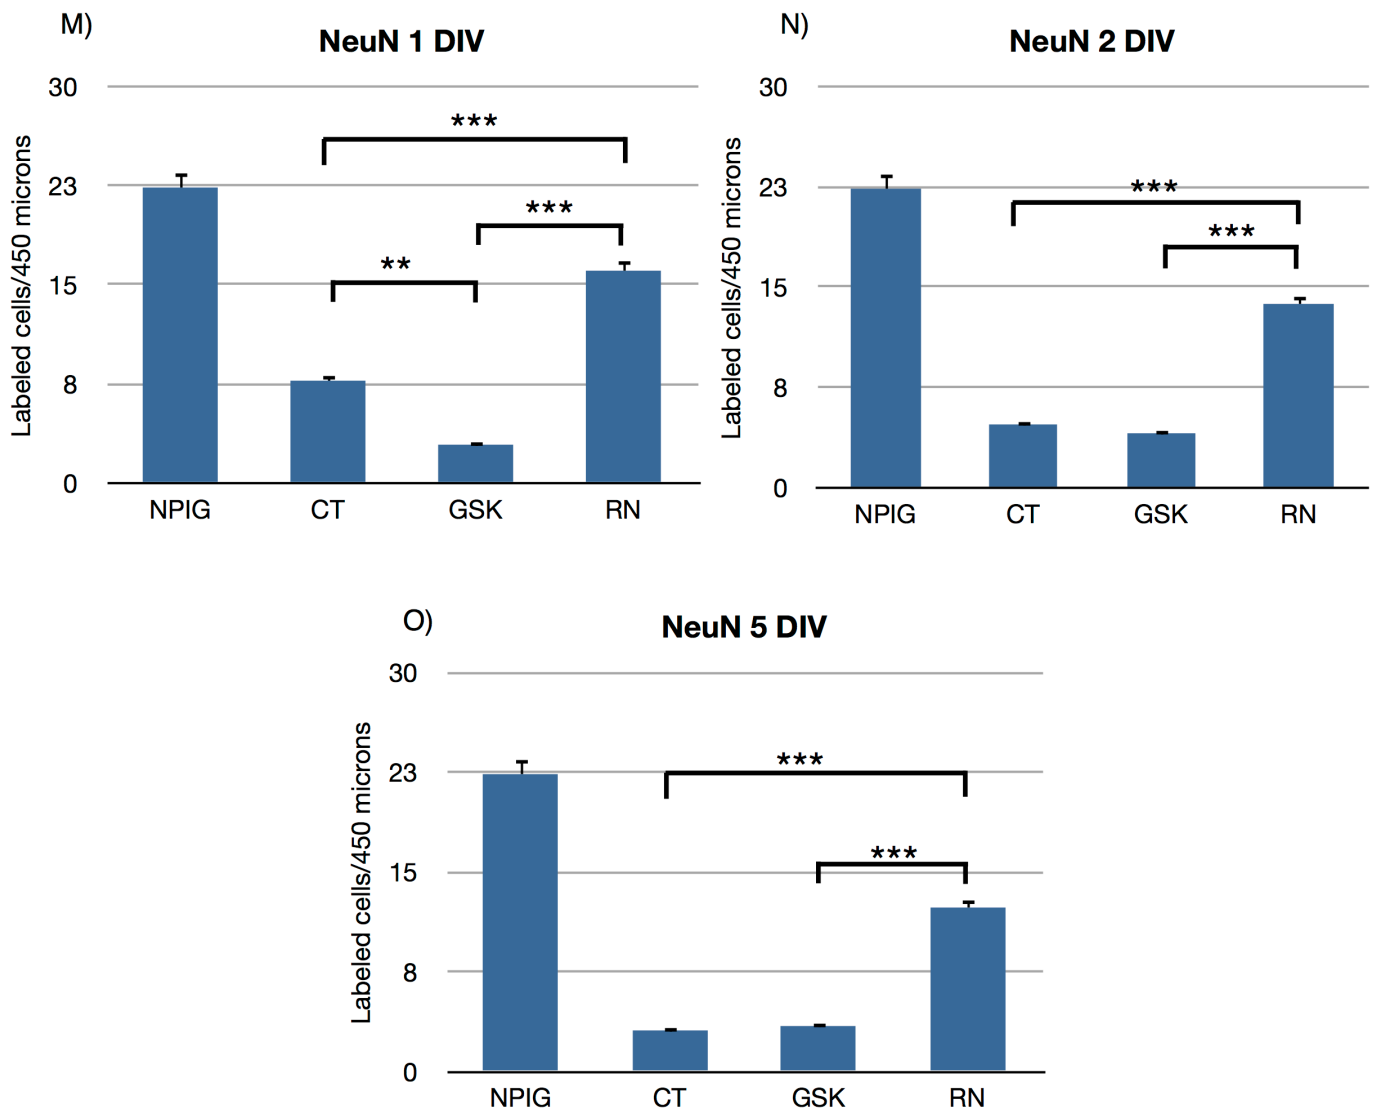 M)
NeuN 1 DIV
Labeled cells/450 microns
30
23
15
8
0
***
***
**
NPIG CT GSK RN
N)
NeuN 2 DIV
Labeled cells/450 microns
30
23
15
8
0
***
***
NPIG CT GSK RN
O)
NeuN 5 DIV
Labeled cells/450 microns
30
23
15
8
0
***
***
NPIG CT GSK RN